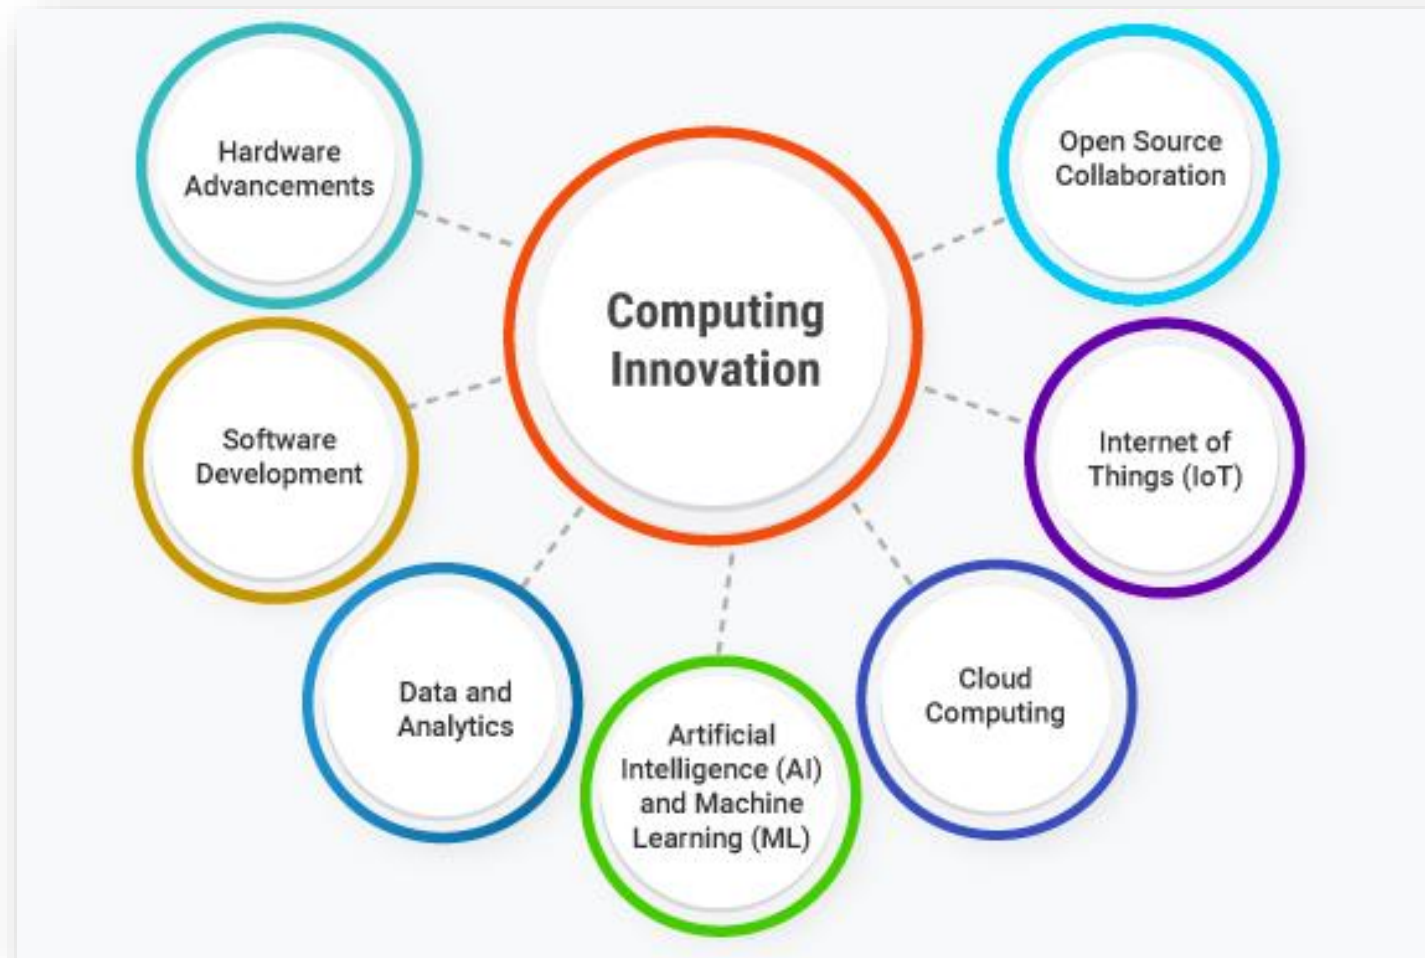 Hardware
Advancements
Open Source
Collaboration
Computing
Innovation
Software
Development
Internet of
Things (IoT)
Data and
Analytics
Artificial
Intelligence (AI)
and Machine
Learning (ML)
Cloud
Computing